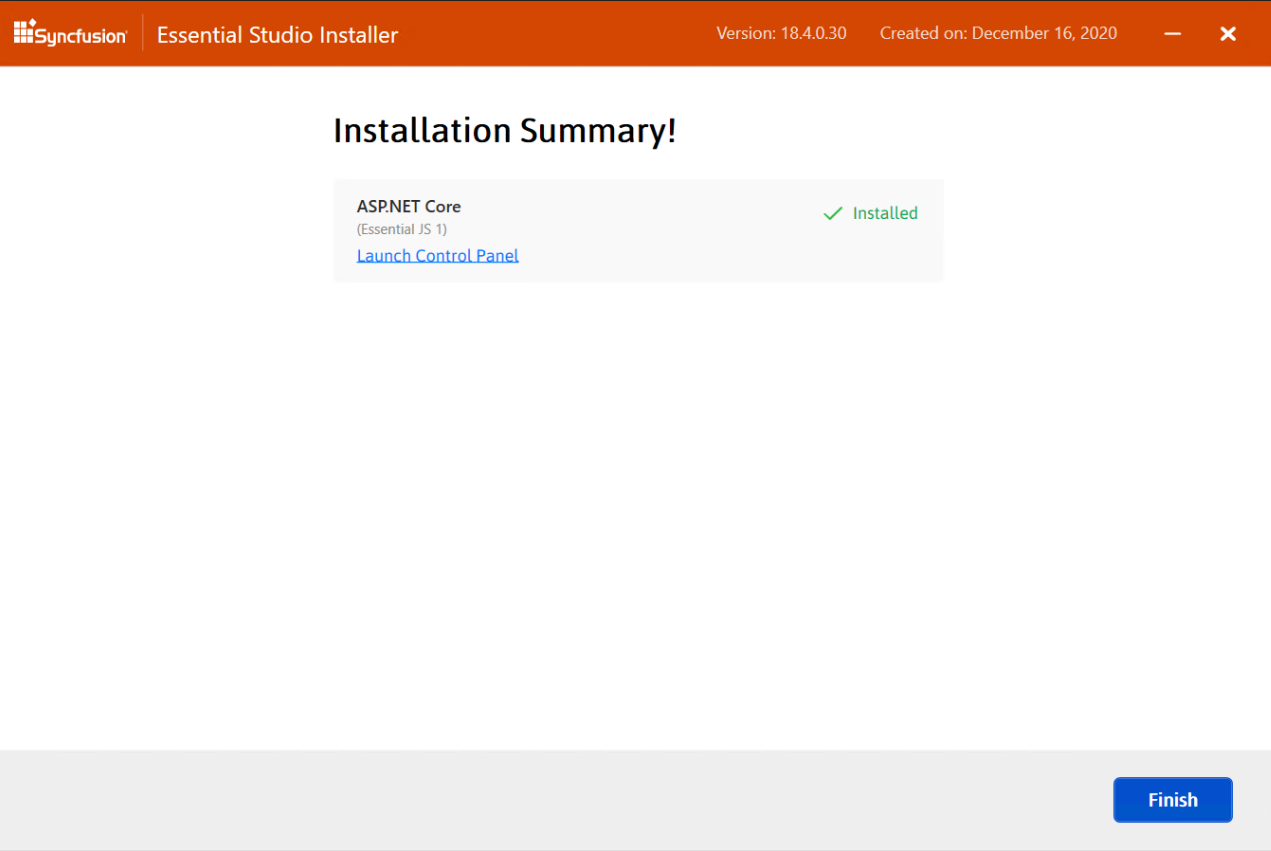 Syncfusion Essential Studio Installer Version: 18.4.0.30 Created on: December 16, 2020
Installation Summary!
ASP.NET Core
Installed
(Essential JS 1)
Launch Control Panel
Finish